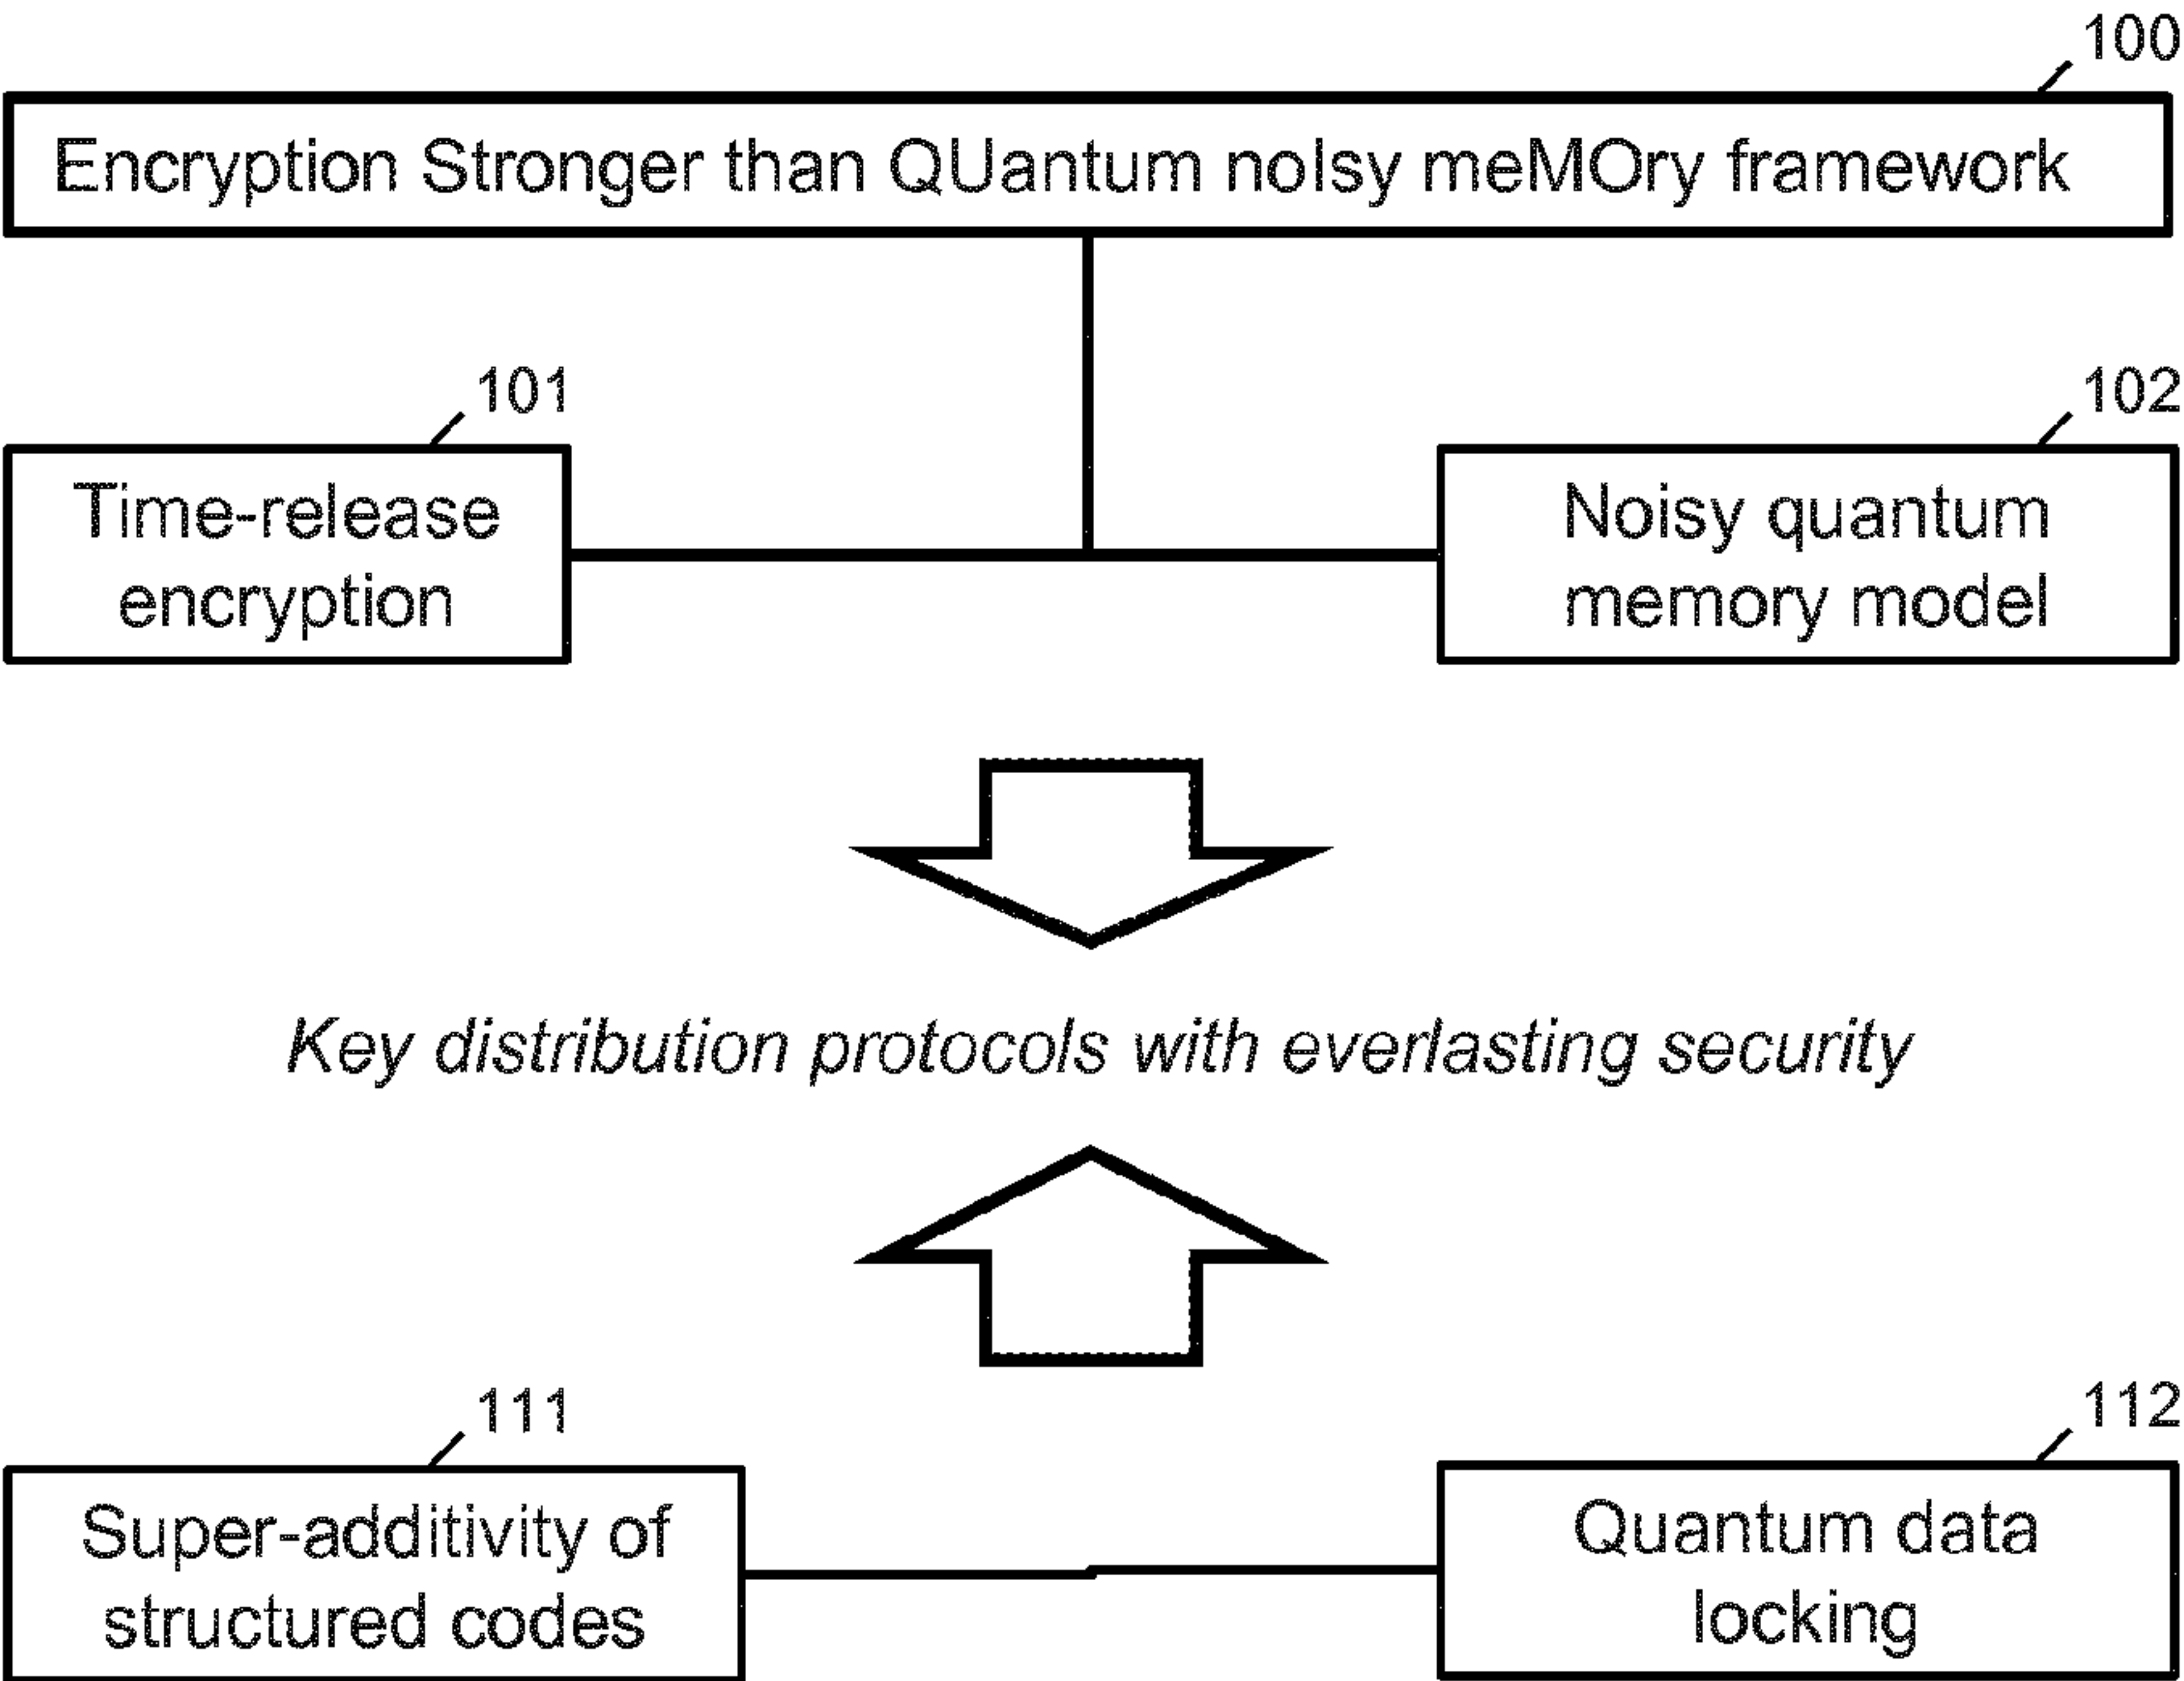 100
Encryption Stronger than QUantum noIsy meMOry framework
101
102
Time-release
encryption
Noisy quantum
memory model
Key distribution protocols with everlasting security
111
112
Super-additivity of
structured codes
Quantum data
locking